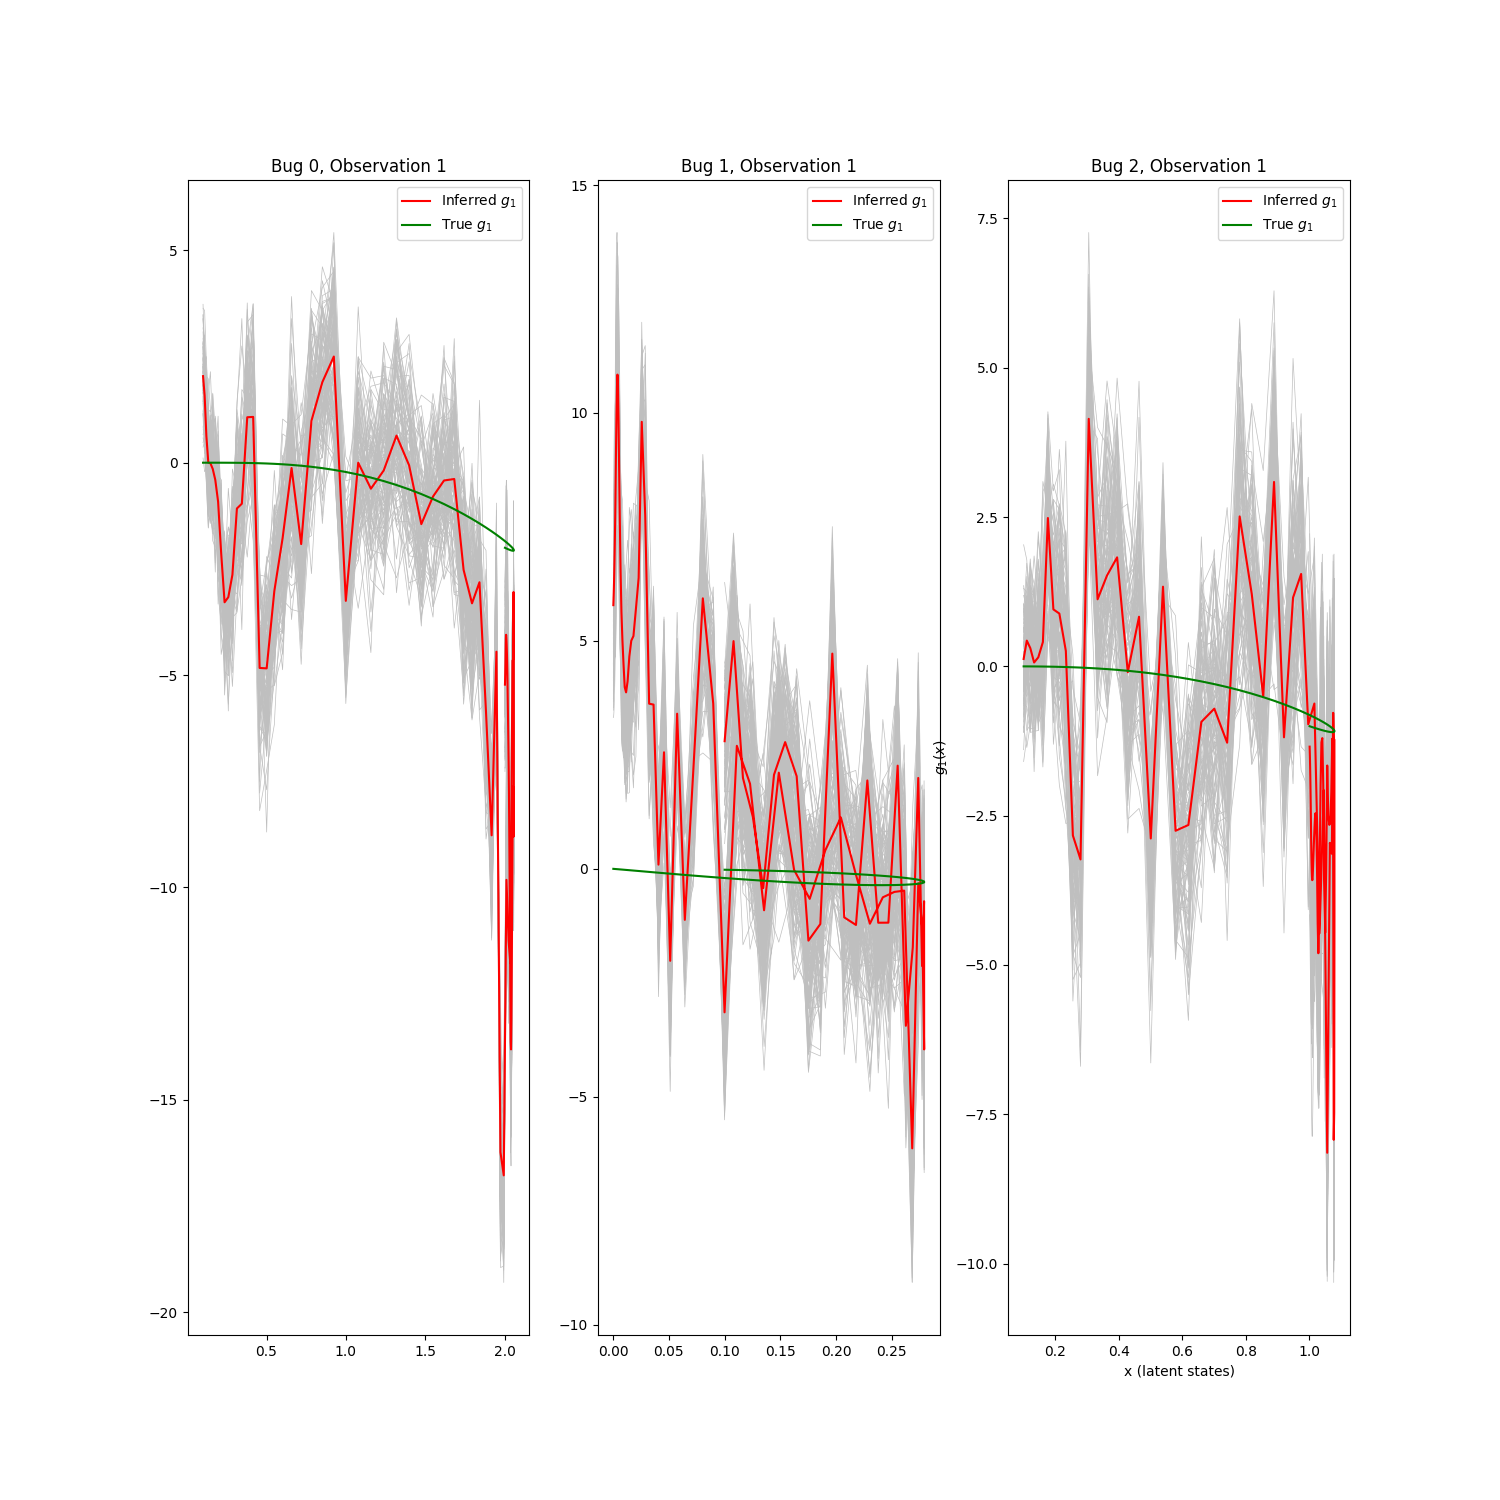 Bug 0, Observation 1
Inferred g₁
True g₁
5
0
−5
−10
−15
−20
0.5 1.0 1.5 2.0
Bug 1, Observation 1
Inferred g₁
True g₁
15
10
5
0
−5
−10
0.00 0.05 0.10 0.15 0.20 0.25
Bug 2, Observation 1
Inferred g₁
True g₁
g₁(x)
7.5
5.0
2.5
0.0
−2.5
−5.0
−7.5
−10.0
0.2 0.4 0.6 0.8 1.0
x (latent states)